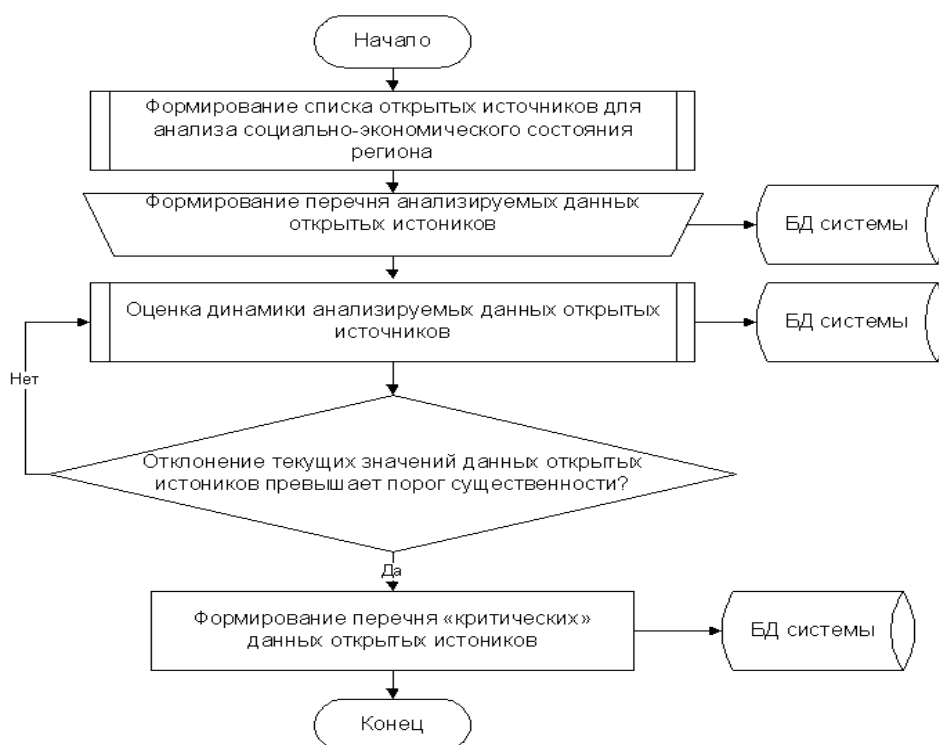 Начало
Формирование списка открытых источников для
анализа социально-экономического состояния
региона
Формирование перечня анализируемых данных
открытых истоников
БД системы
Оценка динамики анализируемых данных открытых
источников
БД системы
Нет
Отклонение текущих значений данных открытых
истоников превышает порог существенности?
Да
Формирование перечня «критических»
данных открытых истоников
БД системы
Конец